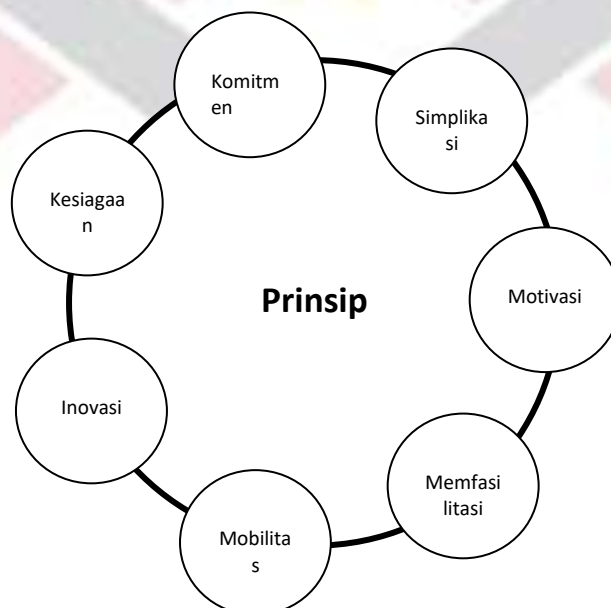 Komitm
en
Simplika
si
Motivasi
Memfasi
litasi
Mobilita
s
Inovasi
Kesiagaa
n
Prinsip